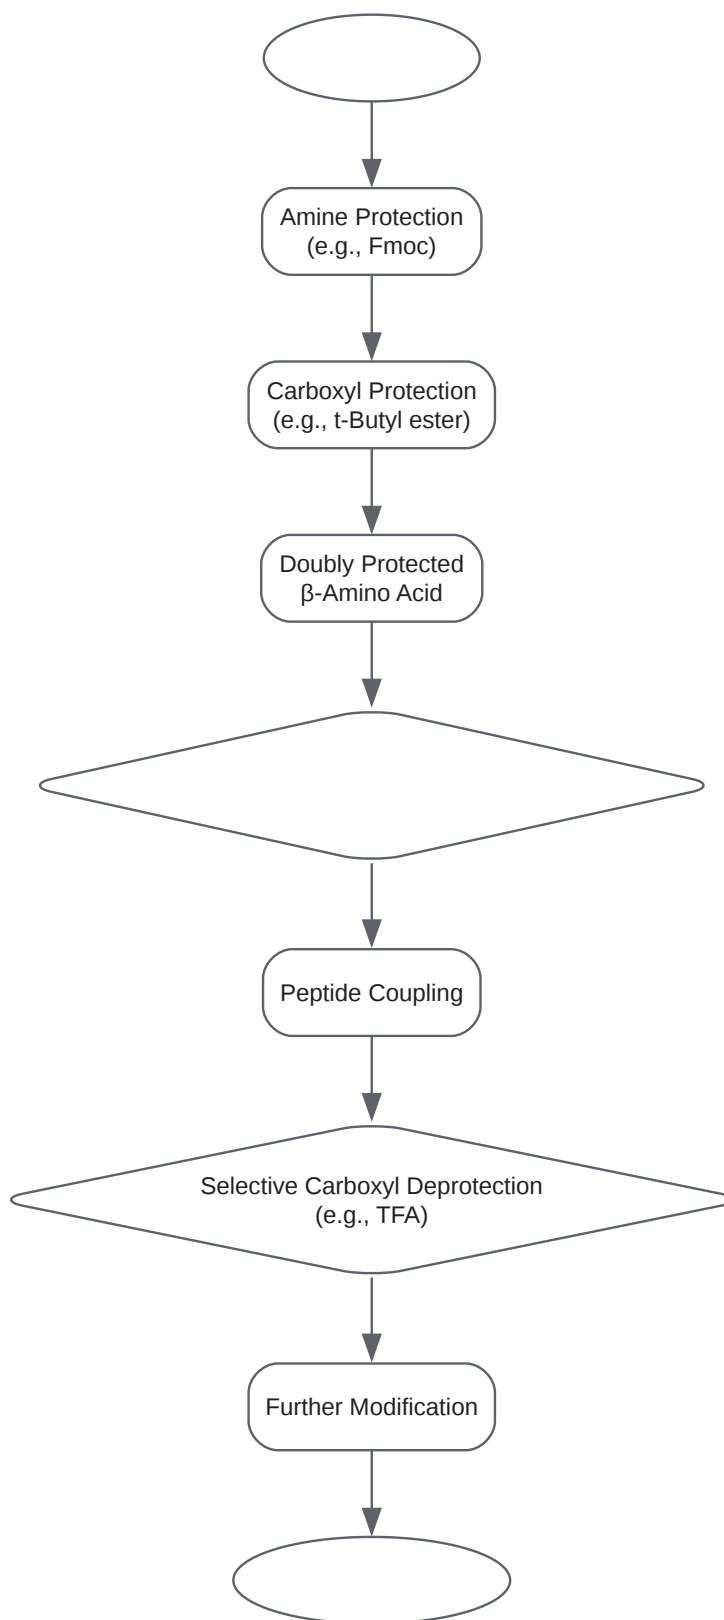 Amine Protection
(e.g., Fmoc)
Carboxyl Protection
(e.g., t-Butyl ester)
Doubly Protected
β-Amino Acid
Peptide Coupling
Selective Carboxyl Deprotection
(e.g., TFA)
Further Modification